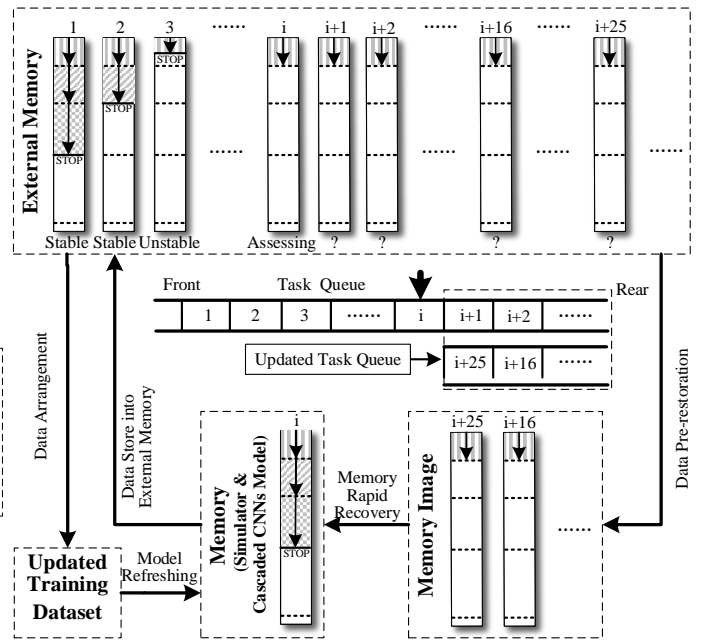 1 2 3 i i+1 i+2 ...... i+16 ...... i+25
External Memory
STOP
STOP
STOP
...... ...... ...... ...... ......
Stable Stable Unstable Assessing ? ? ? ?
Front Task Queue Rear
1 2 3 ...... i i+1 i+2 ......
Updated Task Queue
i+25 i+16 ......
Data Arrangement
Data Store into
External Memory
Data Pre-restoration
i
Memory
(Simulator &
Cascaded CNNs Model)
STOP
Memory
Rapid
Recovery
i+25 i+16
Memory Image
......
Updated
Training
Dataset
Model
Refreshing